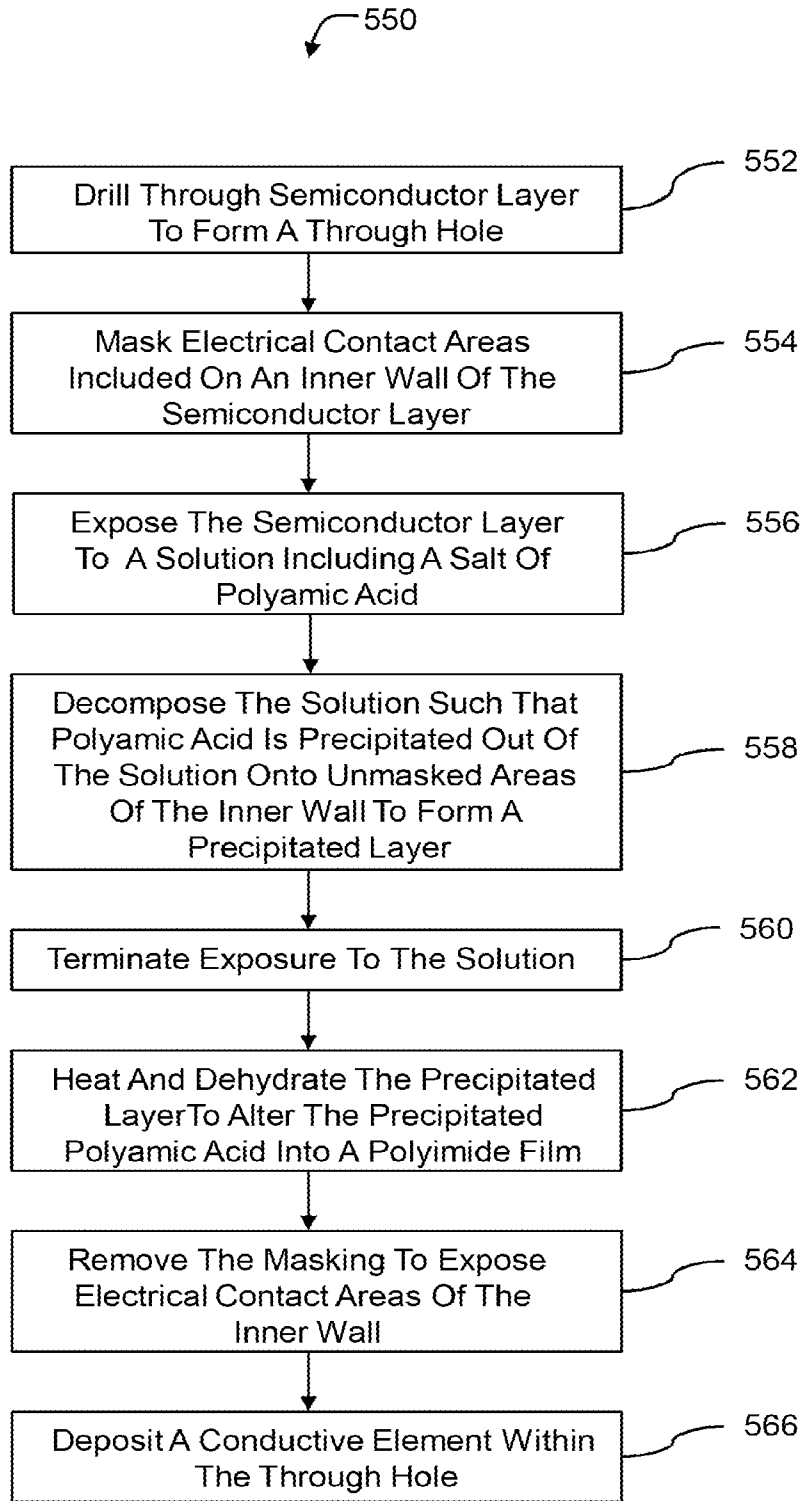 550
552
Drill Through Semiconductor Layer
To Form A Through Hole
554
Mask Electrical Contact Areas
Included On An Inner Wall Of The
Semiconductor Layer
556
Expose The Semiconductor Layer
To A Solution Including A Salt Of
Polyamic Acid
558
Decompose The Solution Such That
Polyamic Acid Is Precipitated Out Of
The Solution Onto Unmasked Areas
Of The Inner Wall To Form A
Precipitated Layer
560
Terminate Exposure To The Solution
562
Heat And Dehydrate The Precipitated
LayerTo Alter The Precipitated
Polyamic Acid Into A Polyimide Film
564
Remove The Masking To Expose
Electrical Contact Areas Of The
Inner Wall
566
Deposit A Conductive Element Within
The Through Hole